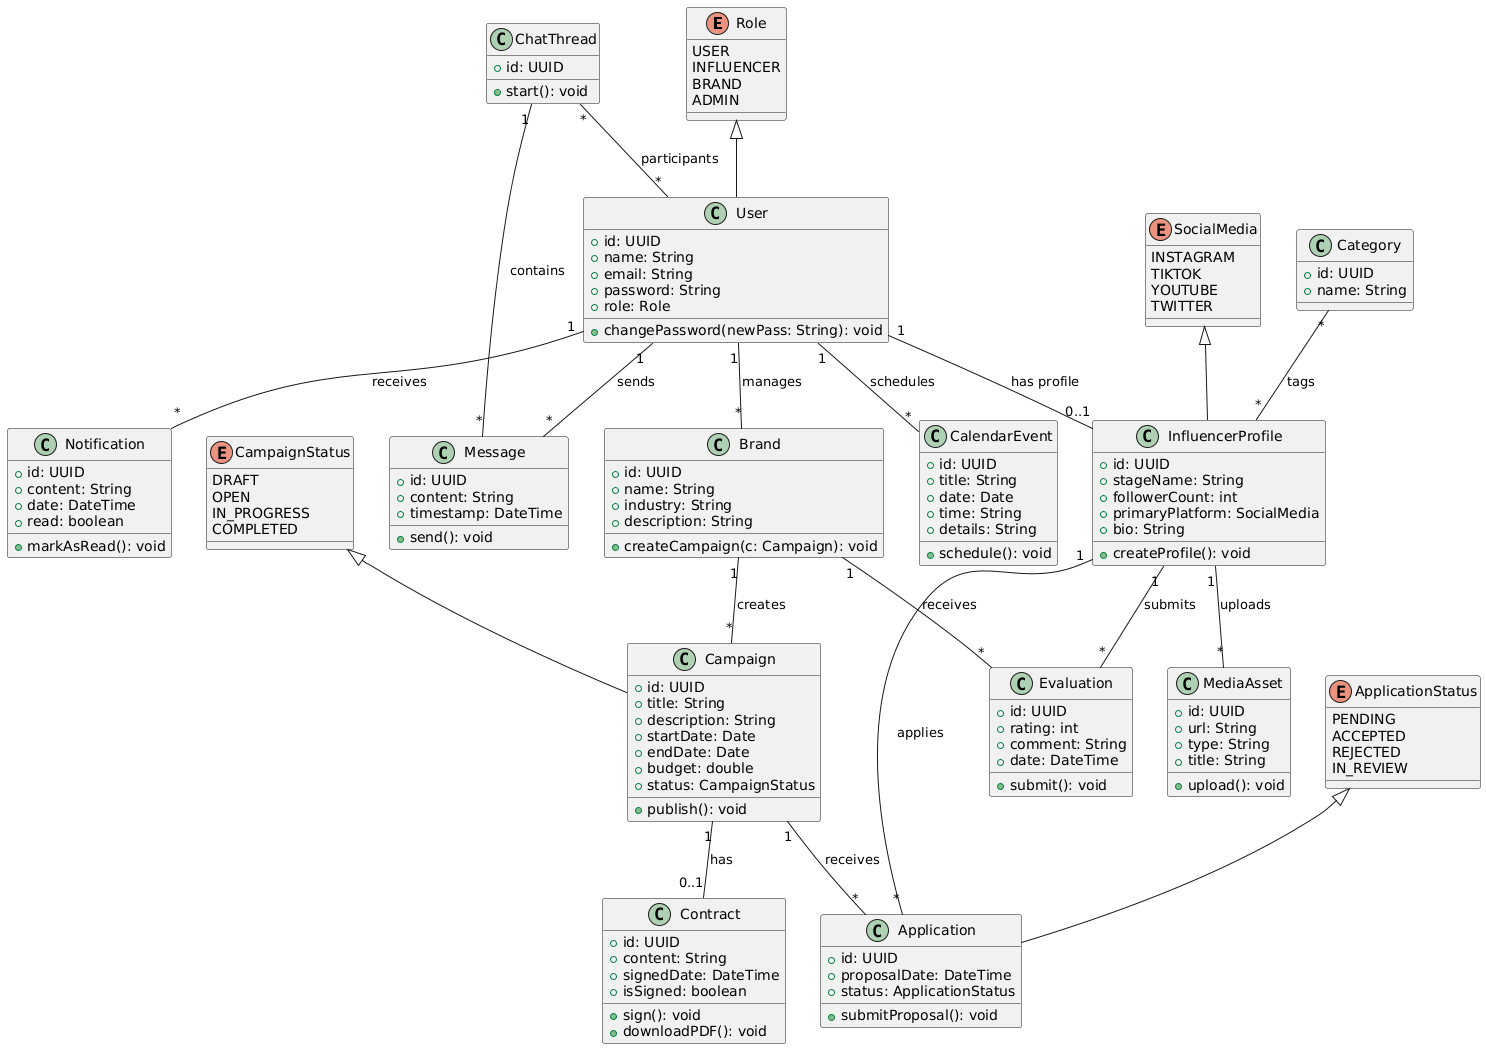 E Role
USER
INFLUENCER
BRAND
ADMIN
C ChatThread
id: UUID
start(): void
1
*
participants
*
contains
*
C User
id: UUID
name: String
email: String
password: String
role: Role
changePassword(newPass: String): void
E SocialMedia
INSTAGRAM
TIKTOK
YOUTUBE
TWITTER
C Category
id: UUID
name: String
*
tags
*
1
receives
*
1
sends
*
1
manages
*
1
schedules
*
1
has profile
0..1
C Notification
id: UUID
content: String
date: DateTime
read: boolean
markAsRead(): void
E CampaignStatus
DRAFT
OPEN
IN_PROGRESS
COMPLETED
C Message
id: UUID
content: String
timestamp: DateTime
send(): void
C Brand
id: UUID
name: String
industry: String
description: String
createCampaign(c: Campaign): void
C CalendarEvent
id: UUID
title: String
date: Date
time: String
details: String
schedule(): void
C InfluencerProfile
id: UUID
stageName: String
followerCount: int
primaryPlatform: SocialMedia
bio: String
createProfile(): void
1
creates
*
1
receives
*
1
applies
*
1
submits
*
1
uploads
*
C Campaign
id: UUID
title: String
description: String
startDate: Date
endDate: Date
budget: double
status: CampaignStatus
publish(): void
C Evaluation
id: UUID
rating: int
comment: String
date: DateTime
submit(): void
C MediaAsset
id: UUID
url: String
type: String
title: String
upload(): void
E ApplicationStatus
PENDING
ACCEPTED
REJECTED
IN_REVIEW
1
has
0..1
1
receives
*
C Contract
id: UUID
content: String
signedDate: DateTime
isSigned: boolean
sign(): void
downloadPDF(): void
C Application
id: UUID
proposalDate: DateTime
status: ApplicationStatus
submitProposal(): void